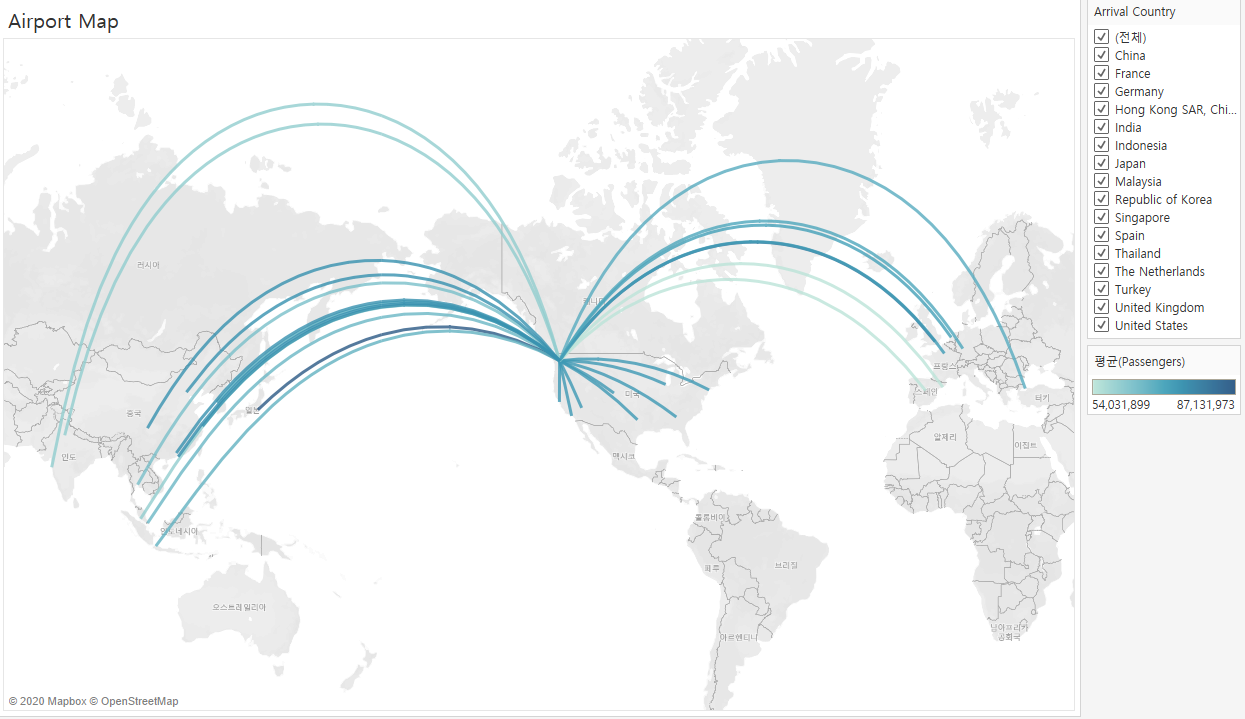 Airport Map
Arrival Country
(전체)
China
France
Germany
Hong Kong SAR, Chi...
India
Indonesia
Japan
Malaysia
Republic of Korea
Singapore
Spain
Thailand
The Netherlands
Turkey
United Kingdom
United States
평균(Passengers)
54,031,899 87,131,973
러시아
캐나다
프랑스
스페인
터키
미국
중국
일본
알제리
이집트
멕시코
인도
콜롬비아
인도네시아
페루
브라질
오스트레일리아
남아프리카
공화국
아르헨티나
© 2020 Mapbox © OpenStreetMap